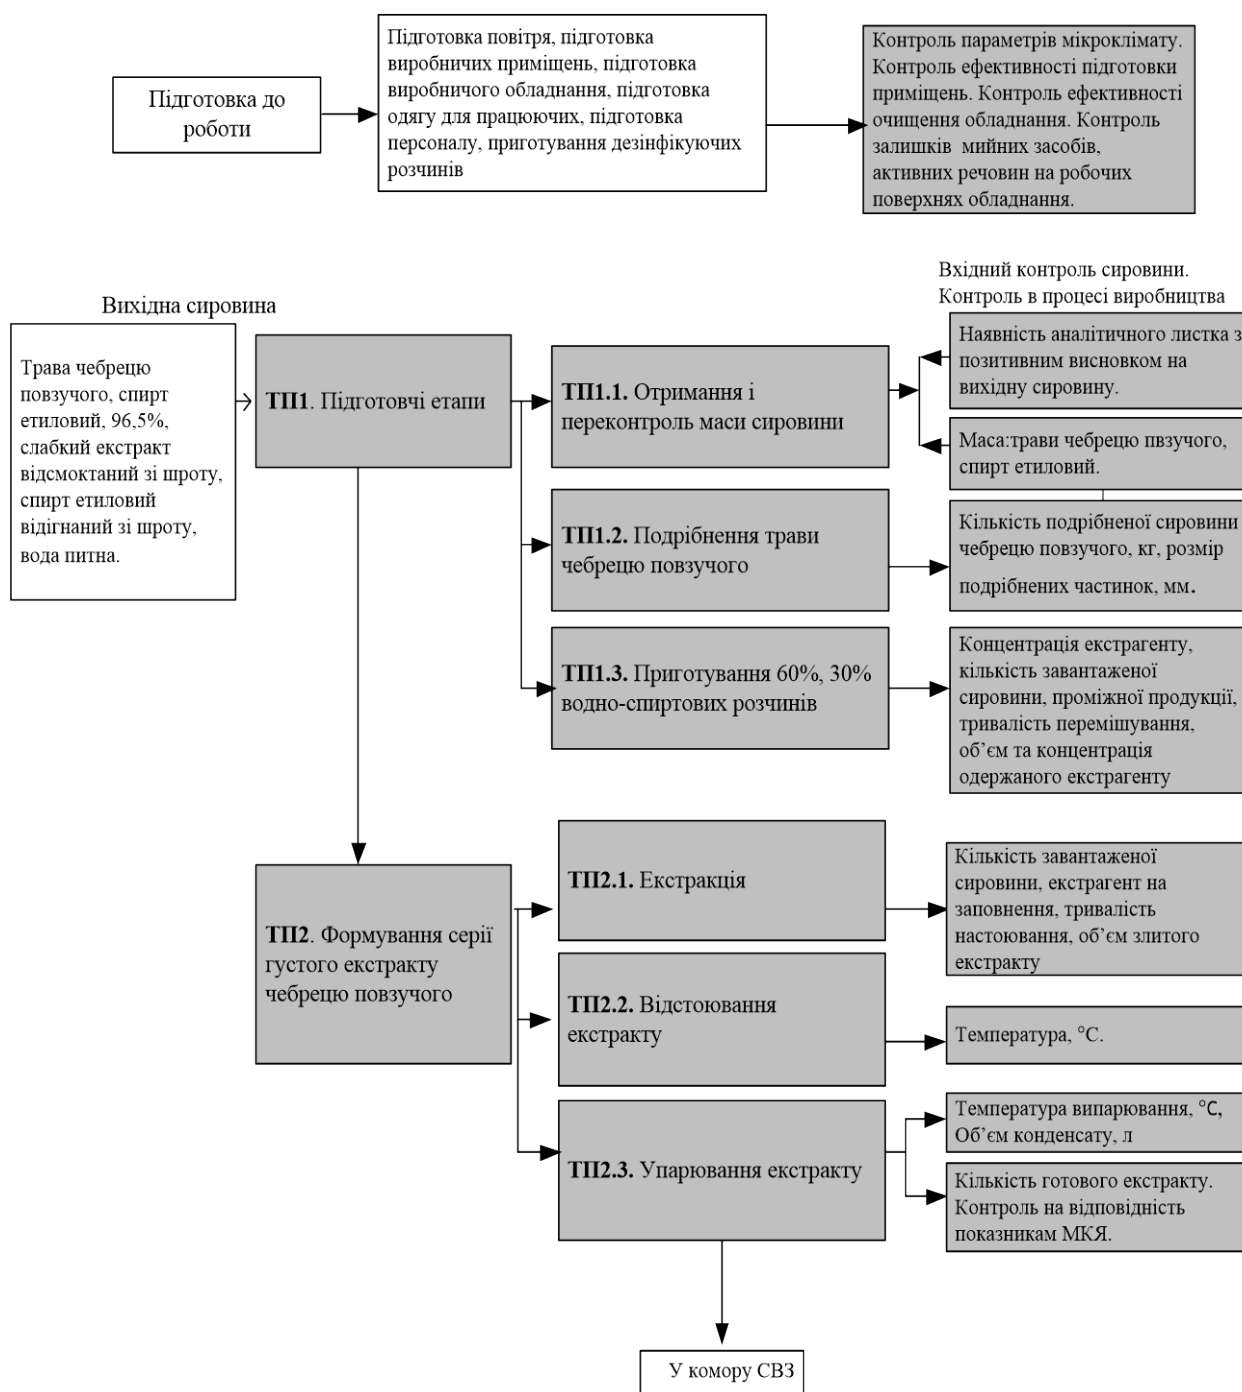 Підготовка до
роботи
Підготовка повітря, підготовка
виробничих приміщень, підготовка
виробничого обладнання, підготовка
одягу для працюючих, підготовка
персоналу, приготування дезінфікуючих
розчинів
Контроль параметрів мікроклімату.
Контроль ефективності підготовки
приміщень. Контроль ефективності
очищення обладнання. Контроль
залишків мийних засобів,
активних речовин на робочих
поверхнях обладнання.
Вихідна сировина
Вхідний контроль сировини.
Контроль в процесі виробництва
Трава чебрецю
повзучого, спирт
етиловий, 96,5%,
слабкий екстракт
відсмоктаний зі шроту,
спирт етиловий
відігнаний зі шроту,
вода питна.
ТП1. Підготовчі етапи
ТП1.1. Отримання і
переконтроль маси сировини
Наявність аналітичного листка з
позитивним висновком на
вихідну сировину.
Маса:трави чебрецю пвзучого,
спирт етиловий.
ТП1.2. Подрібнення трави
чебрецю повзучого
Кількість подрібненої сировини
чебрецю повзучого, кг, розмір
подрібнених частинок, мм.
ТП1.3. Приготування 60%, 30%
водно-спиртових розчинів
Концентрація екстрагенту,
кількість завантаженої
сировини, проміжної продукції,
тривалість перемішування,
об’єм та концентрація
одержаного екстрагенту
ТП2. Формування серії
густого екстракту
чебрецю повзучого
ТП2.1. Екстракція
Кількість завантаженої
сировини, екстрагент на
заповнення, тривалість
настоювання, об’єм злитого
екстракту
ТП2.2. Відстоювання
екстракту
Температура, °С.
ТП2.3. Упарювання екстракту
Температура випарювання, °С,
Об’єм конденсату, л
Кількість готового екстракту.
Контроль на відповідність
показникам МКЯ.
У комору СВЗ